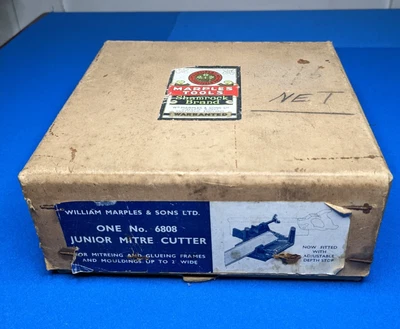 MARPLES
TOOLS
Shamrock
Brand
WARRANTED
NET
WILLIAM MARPLES & SONS LTD.
ONE No. 6808
JUNIOR MITRE CUTTER
FOR MITREING AND GLUEING FRAMES
AND MOULDINGS UP TO 2" WIDE
NOW FITTED
WITH
ADJUSTABLE
DEPTH STOP